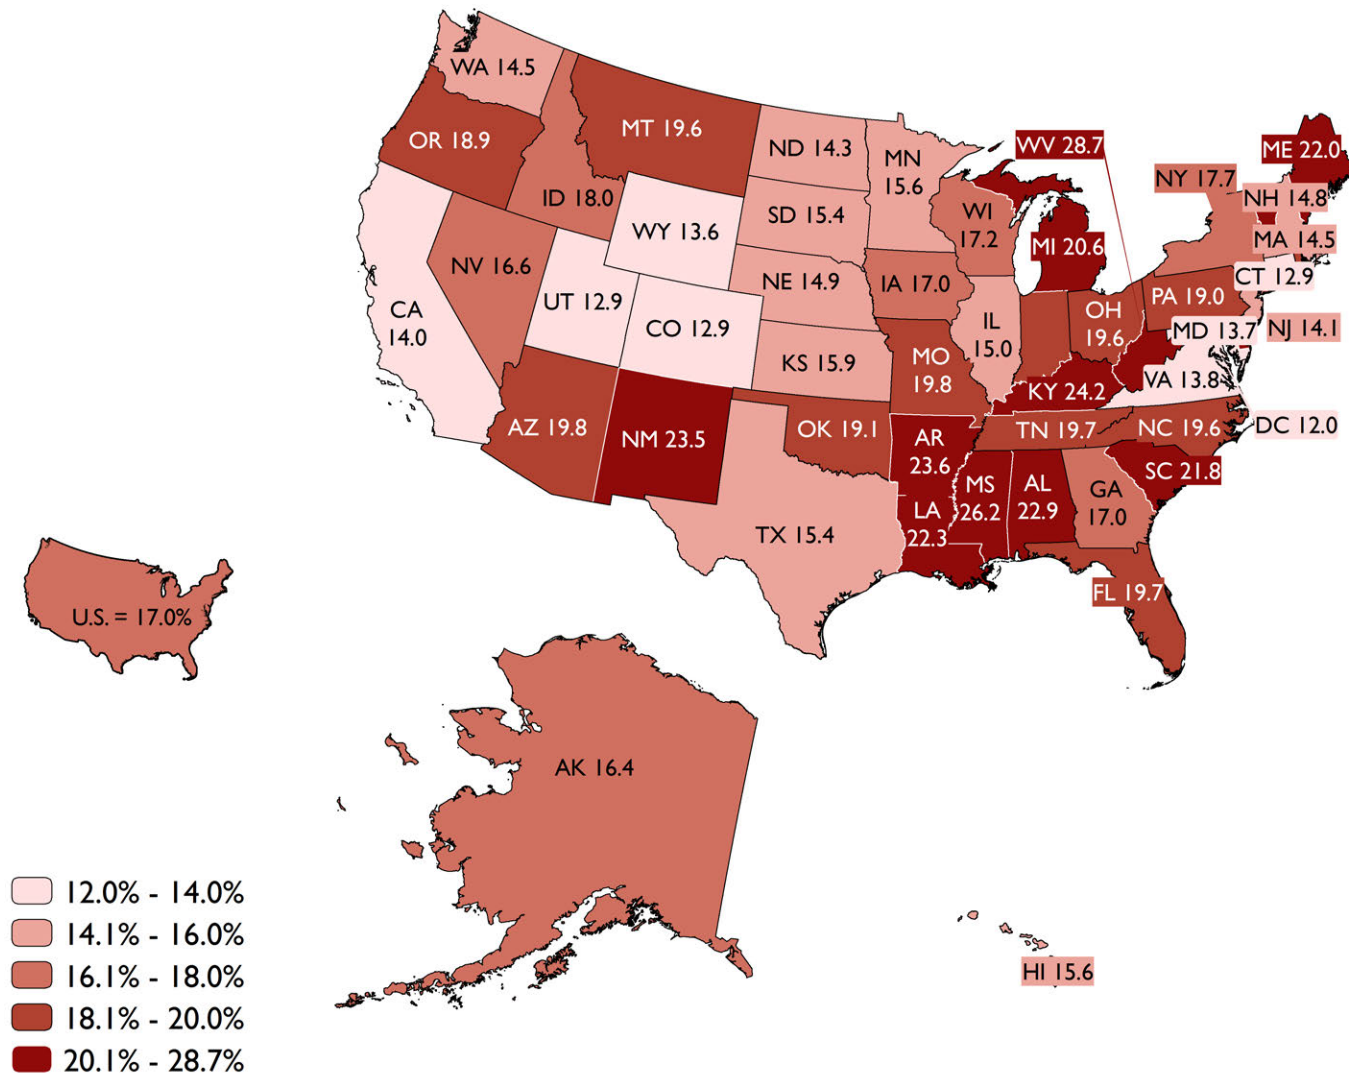 WA 14.5
OR 18.9
MT 19.6
ID 18.0
WY 13.6
ND 14.3
SD 15.4
MN
15.6
WI
17.2
WV 28.7
MI 20.6
ME 22.0
NY 17.7
NH 14.8
MA 14.5
CT 12.9
NV 16.6
UT 12.9
CA
14.0
CO 12.9
NE 14.9
IA 17.0
KS 15.9
IL
15.0
MO
19.8
OH
19.6
PA 19.0
MD 13.7
NJ 14.1
VA 13.8
DC 12.0
KY 24.2
AZ 19.8
NM 23.5
OK 19.1
AR
23.6
TN 19.7
NC 19.6
SC 21.8
TX 15.4
LA
22.3
MS
26.2
AL
22.9
GA
17.0
FL 19.7
U.S. = 17.0%
AK 16.4
HI 15.6
12.0% - 14.0%
14.1% - 16.0%
16.1% - 18.0%
18.1% - 20.0%
20.1% - 28.7%